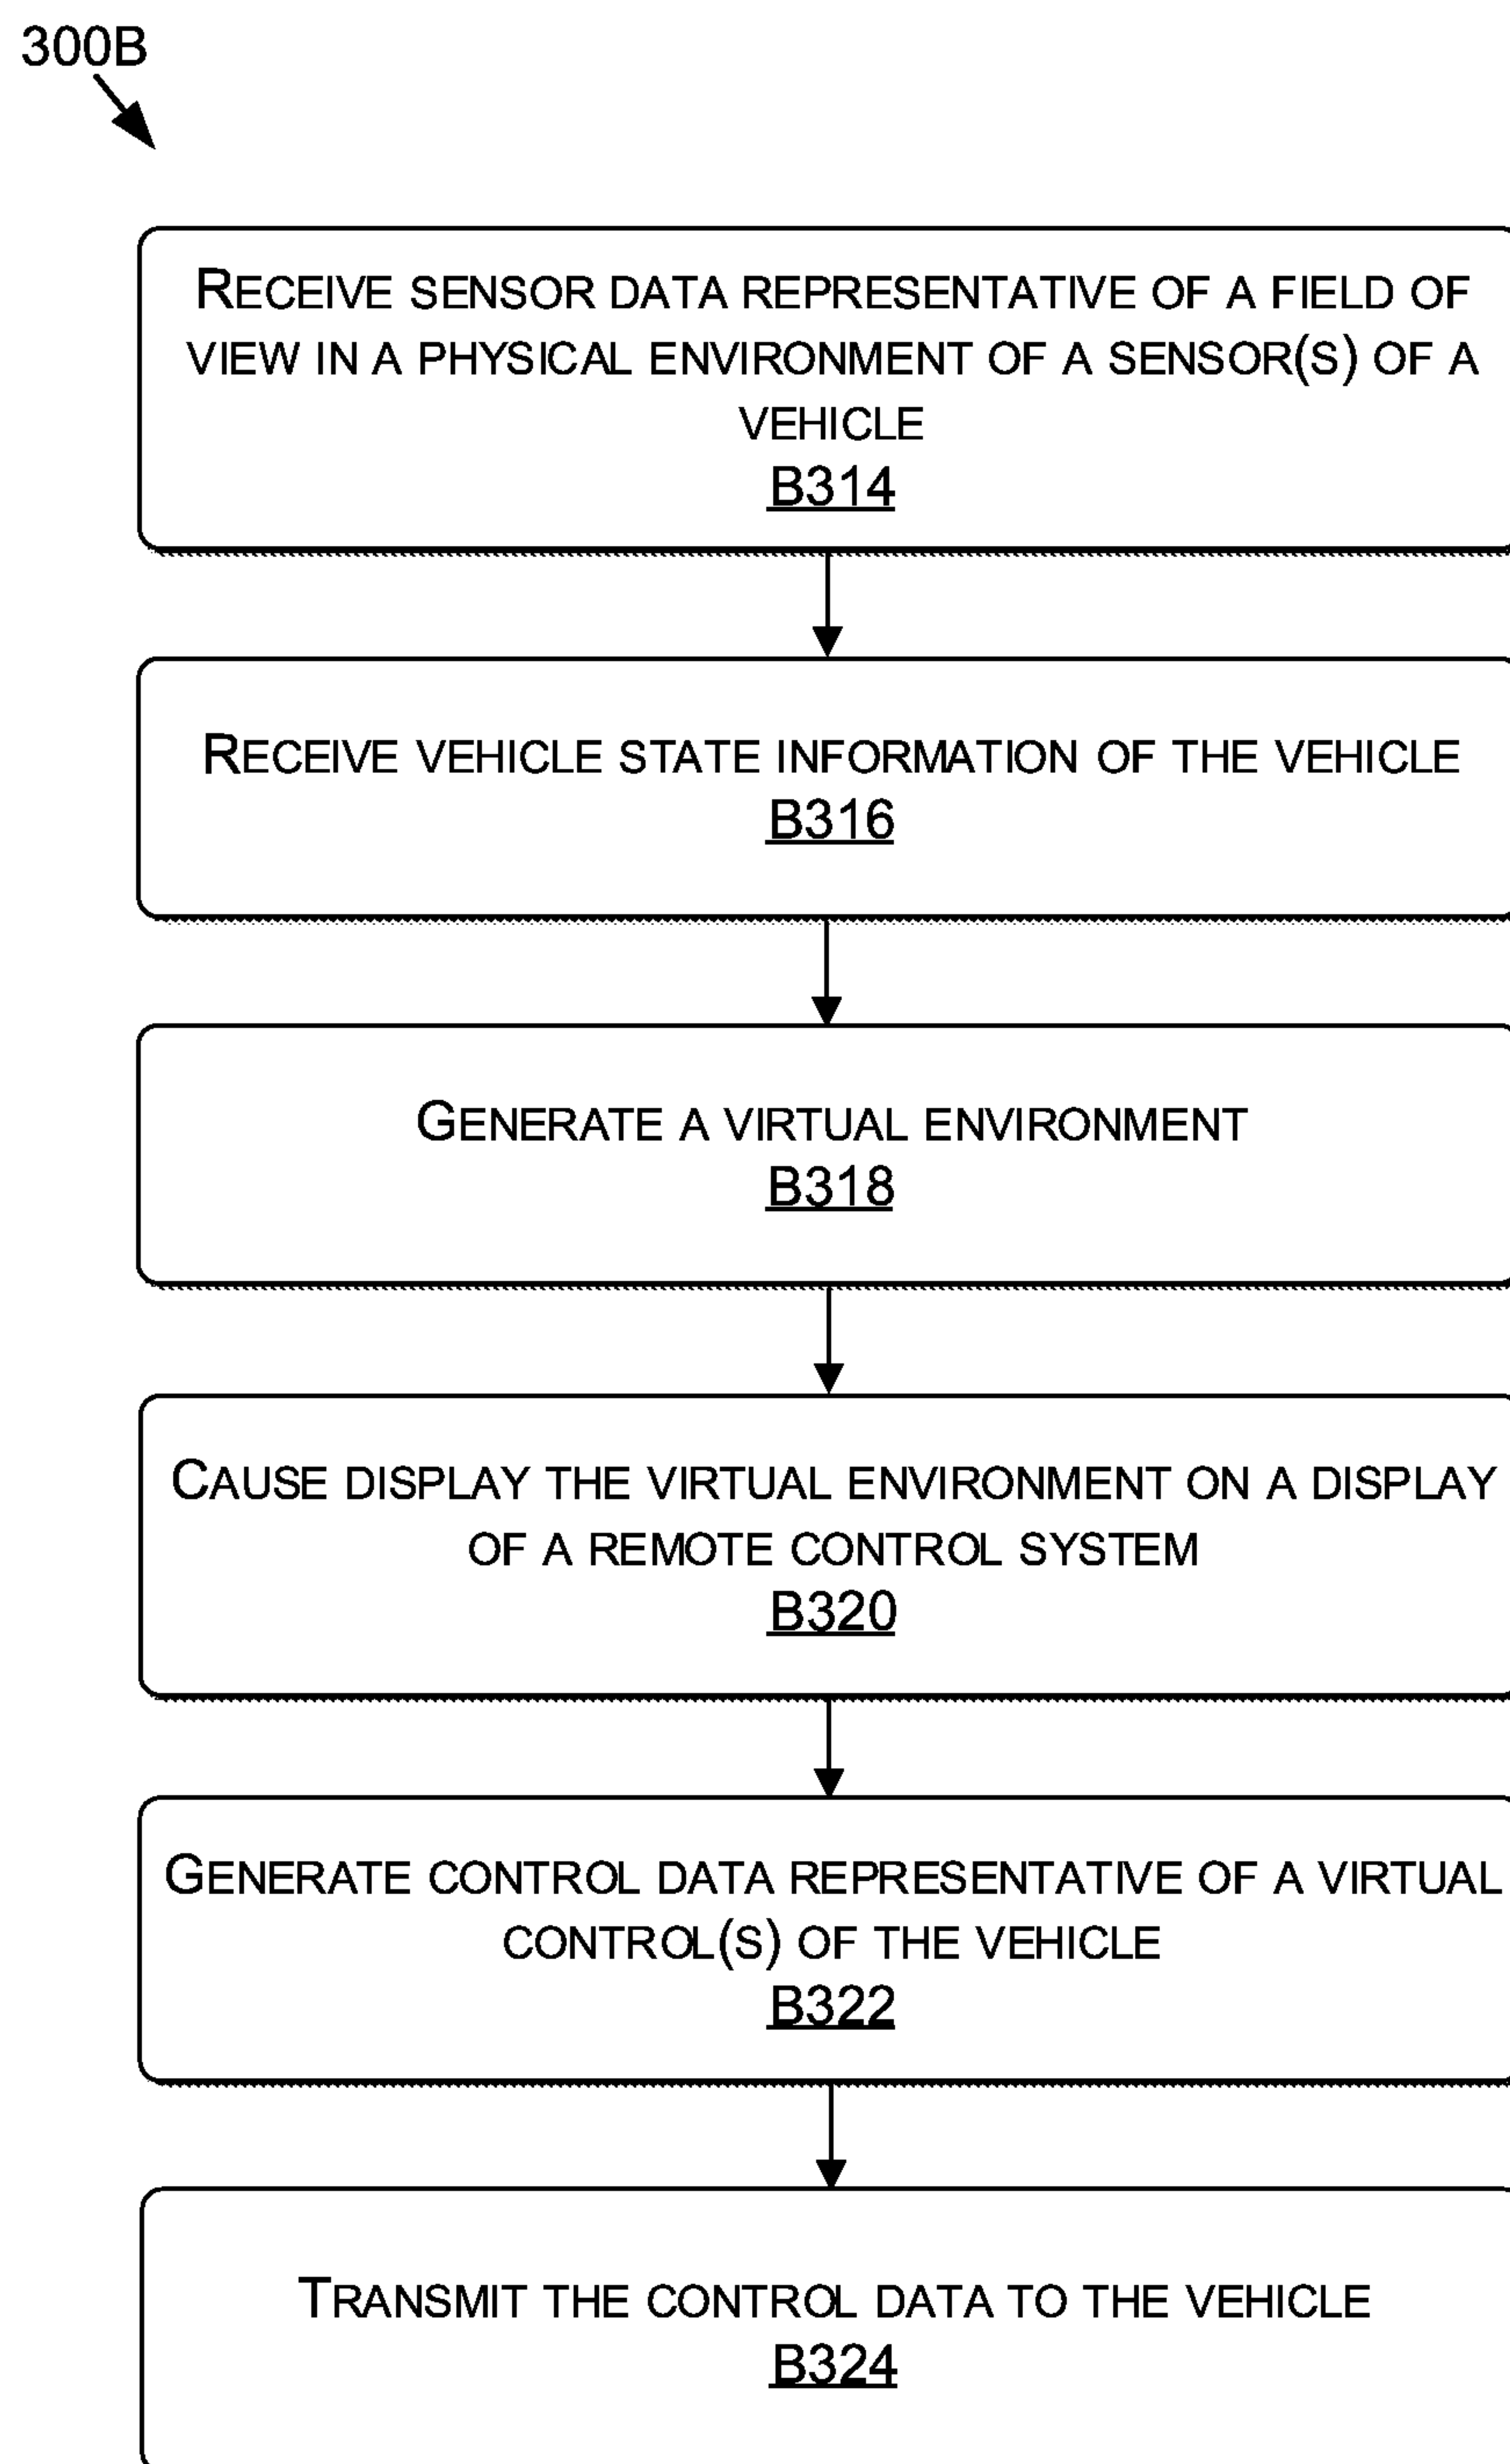 300B
RECEIVE SENSOR DATA REPRESENTATIVE OF A FIELD OF
VIEW IN A PHYSICAL ENVIRONMENT OF A SENSOR(S) OF A
VEHICLE
B314
RECEIVE VEHICLE STATE INFORMATION OF THE VEHICLE
B316
GENERATE A VIRTUAL ENVIRONMENT
B318
CAUSE DISPLAY THE VIRTUAL ENVIRONMENT ON A DISPLAY
OF A REMOTE CONTROL SYSTEM
B320
GENERATE CONTROL DATA REPRESENTATIVE OF A VIRTUAL
CONTROL(S) OF THE VEHICLE
B322
TRANSMIT THE CONTROL DATA TO THE VEHICLE
B324